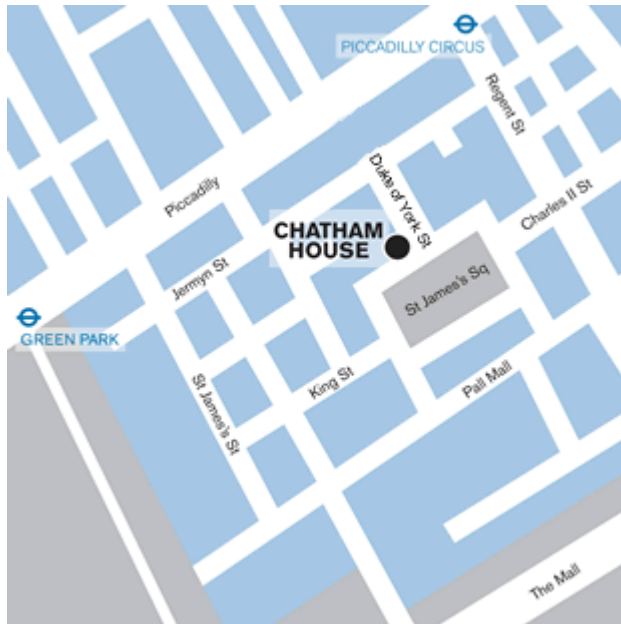 PICCADILLY CIRCUS
Regent St
Duke of York St
Piccadilly
Charles II St
CHATHAM
HOUSE
Jermyn St
St James's Sq
GREEN PARK
King St
Pall Mall
St James's St
The Mall